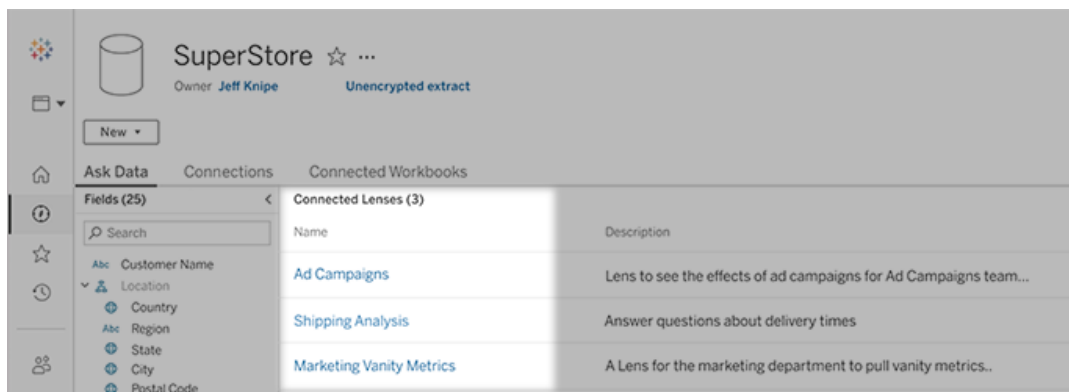 SuperStore ☆ ...
Owner Jeff Knipe Unencrypted extract
New
Ask Data Connections Connected Workbooks
Fields (25)
Search
Abc Customer Name
Location
Country
Abc Region
State
City
Postal Code
Connected Lenses (3)
Name Description
Ad Campaigns Lens to see the effects of ad campaigns for Ad Campaigns team...
Shipping Analysis Answer questions about delivery times
Marketing Vanity Metrics A Lens for the marketing department to pull vanity metrics..